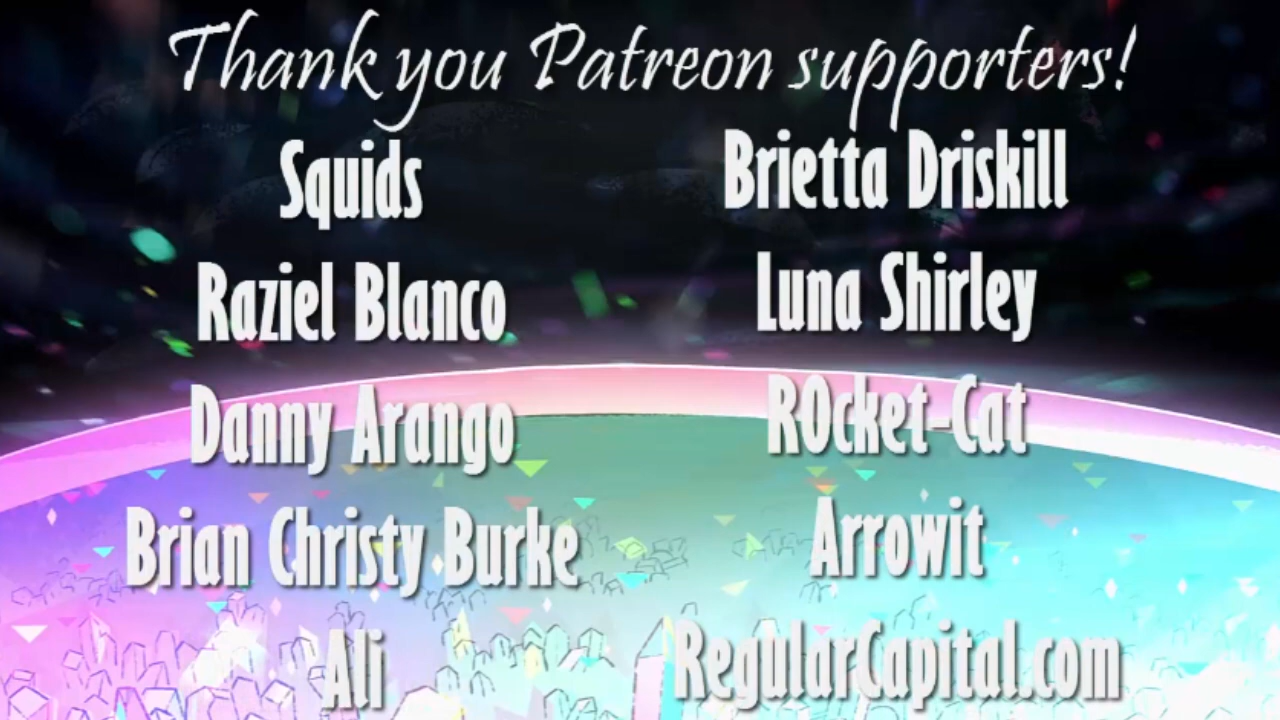 Thank you Patreon supporters!
Squids
Brietta Driskill
Raziel Blanco
Luna Shirley
Danny Arango
R0cket-Cat
Brian Christy Burke
Arrowit
Ali
RegularCapital.com